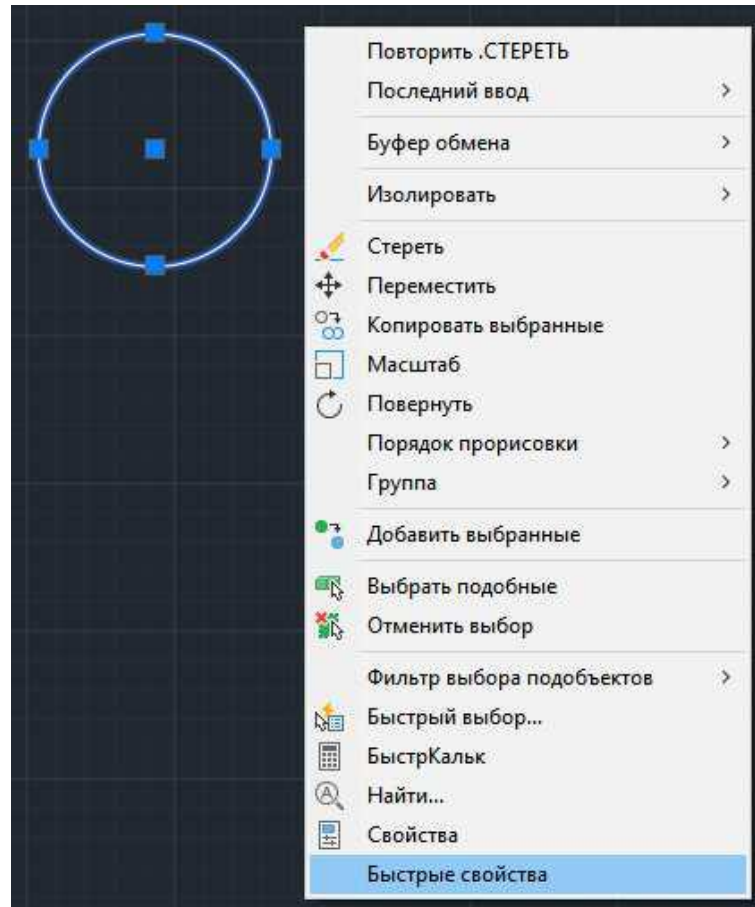 Повторить .СТЕРЕТЬ
Последний ввод
Буфер обмена
Изолировать
Стереть
Переместить
Копировать выбранные
Масштаб
Повернуть
Порядок прорисовки
Группа
Добавить выбранные
Выбрать подобные
Отменить выбор
Фильтр выбора подобъектов
Быстрый выбор...
БыстрКальк
Найти...
Свойства
Быстрые свойства